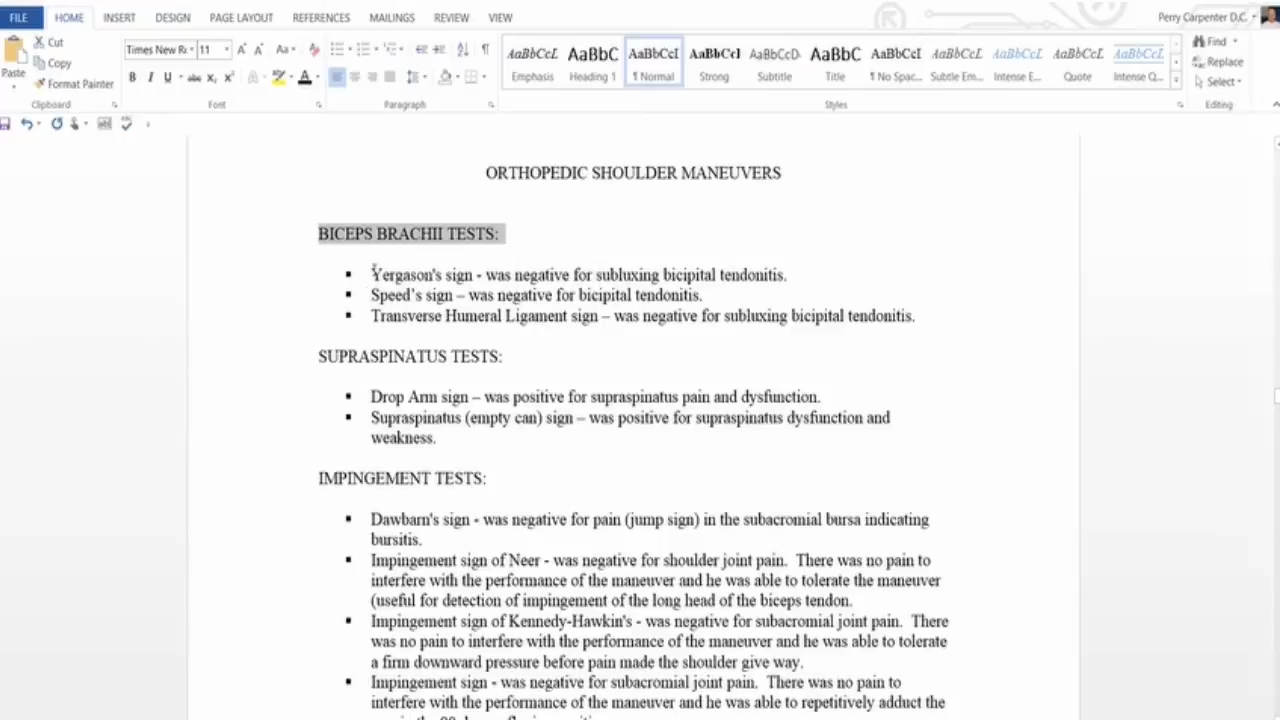 FILE HOME INSERT DESIGN PAGE LAYOUT REFERENCES MAILINGS REVIEW VIEW Perry Carpenter D.C.
Paste Cut Copy Format Painter
Times New R 11
AaBbCcL AaBbC AaBbCcI AaBbCcI AaBbCcD AaBbC AaBbCcI AaBbCcL AaBbCcL AaBbCcL AaBbCcL
Emphasis Heading 1 ¶ Normal Strong Subtitle Title ¶ No Spac... Subtle Em... Intense E... Quote Intense Q...
Find
Replace
Select
Clipboard Font Paragraph Styles Editing
ORTHOPEDIC SHOULDER MANEUVERS
BICEPS BRACHII TESTS:
▪ Yergason's sign - was negative for subluxing bicipital tendonitis.
▪ Speed’s sign – was negative for bicipital tendonitis.
▪ Transverse Humeral Ligament sign – was negative for subluxing bicipital tendonitis.
SUPRASPINATUS TESTS:
▪ Drop Arm sign – was positive for supraspinatus pain and dysfunction.
▪ Supraspinatus (empty can) sign – was positive for supraspinatus dysfunction and
weakness.
IMPINGEMENT TESTS:
▪ Dawbarn's sign - was negative for pain (jump sign) in the subacromial bursa indicating
bursitis.
▪ Impingement sign of Neer - was negative for shoulder joint pain. There was no pain to
interfere with the performance of the maneuver and he was able to tolerate the maneuver
(useful for detection of impingement of the long head of the biceps tendon.
▪ Impingement sign of Kennedy-Hawkin's - was negative for subacromial joint pain. There
was no pain to interfere with the performance of the maneuver and he was able to tolerate
a firm downward pressure before pain made the shoulder give way.
▪ Impingement sign - was negative for subacromial joint pain. There was no pain to
interfere with the performance of the maneuver and he was able to repetitively adduct the